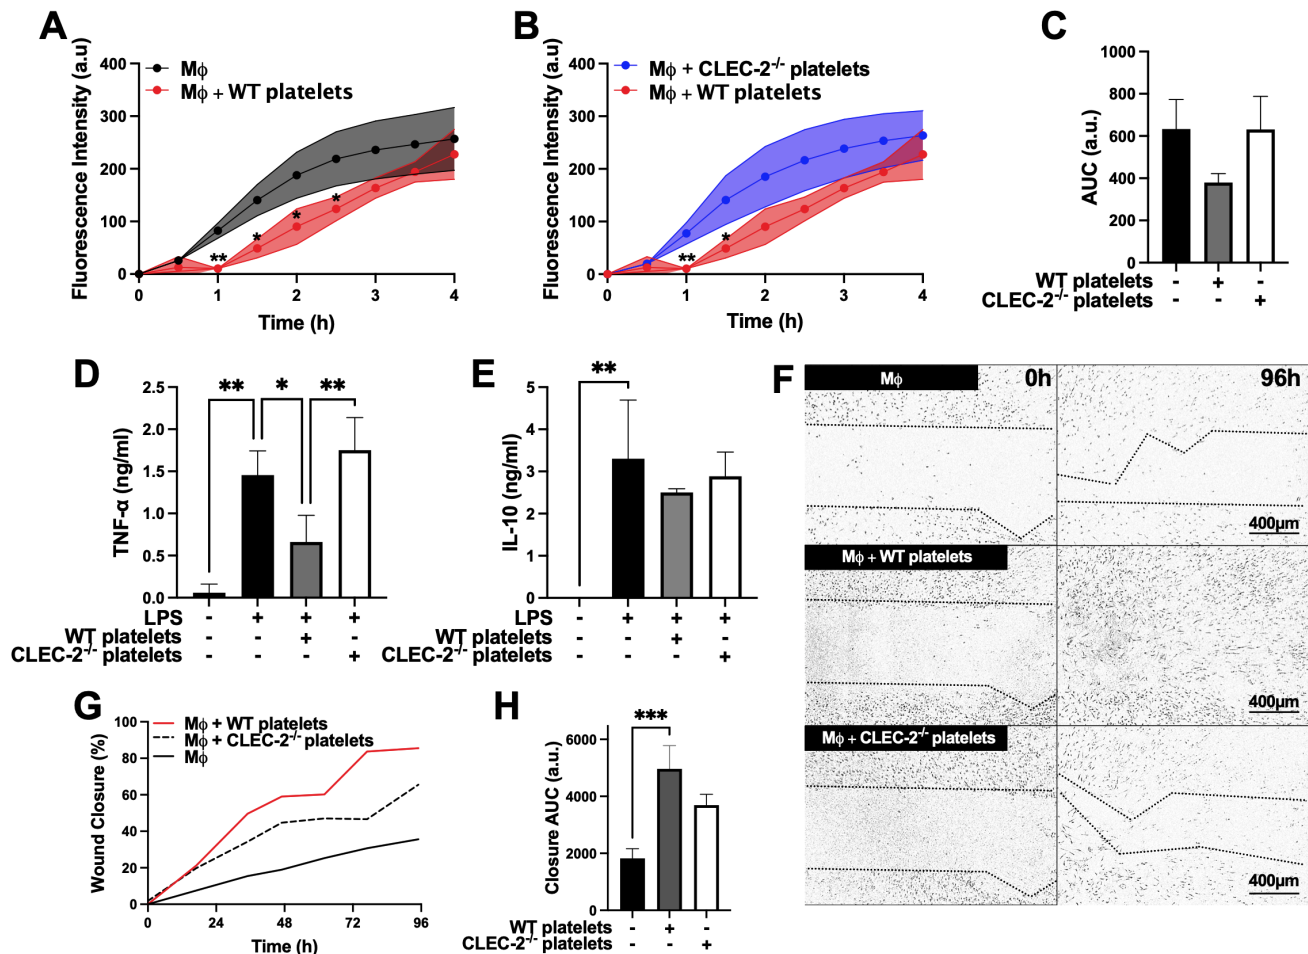 A
Fluorescence Intensity (a.u)
400
300
200
100
0
Mϕ
Mϕ + WT platelets
**
*
*
*
0 1 2 3 4
Time (h)
B
Fluorescence Intensity (a.u)
400
300
200
100
0
Mϕ + CLEC-2⁻/⁻ platelets
Mϕ + WT platelets
**
*
0 1 2 3 4
Time (h)
C
AUC (a.u.)
1000
800
600
400
200
0
WT platelets - + -
CLEC-2⁻/⁻ platelets - - +
D
TNF-α (ng/ml)
2.5
2.0
1.5
1.0
0.5
0.0
** * **
LPS - + + +
WT platelets - - + -
CLEC-2⁻/⁻ platelets - - - +
E
IL-10 (ng/ml)
5
4
3
2
1
0
**
LPS - + + +
WT platelets - - + -
CLEC-2⁻/⁻ platelets - - - +
F
Mϕ 0h 96h
400µm
Mϕ + WT platelets
400µm
Mϕ + CLEC-2⁻/⁻ platelets
400µm
G
Wound Closure (%)
100
80
60
40
20
0
Mϕ + WT platelets
Mϕ + CLEC-2⁻/⁻ platelets
Mϕ
0 24 48 72 96
Time (h)
H
Closure AUC (a.u.)
6000
4000
2000
0
***
WT platelets - + -
CLEC-2⁻/⁻ platelets - - +